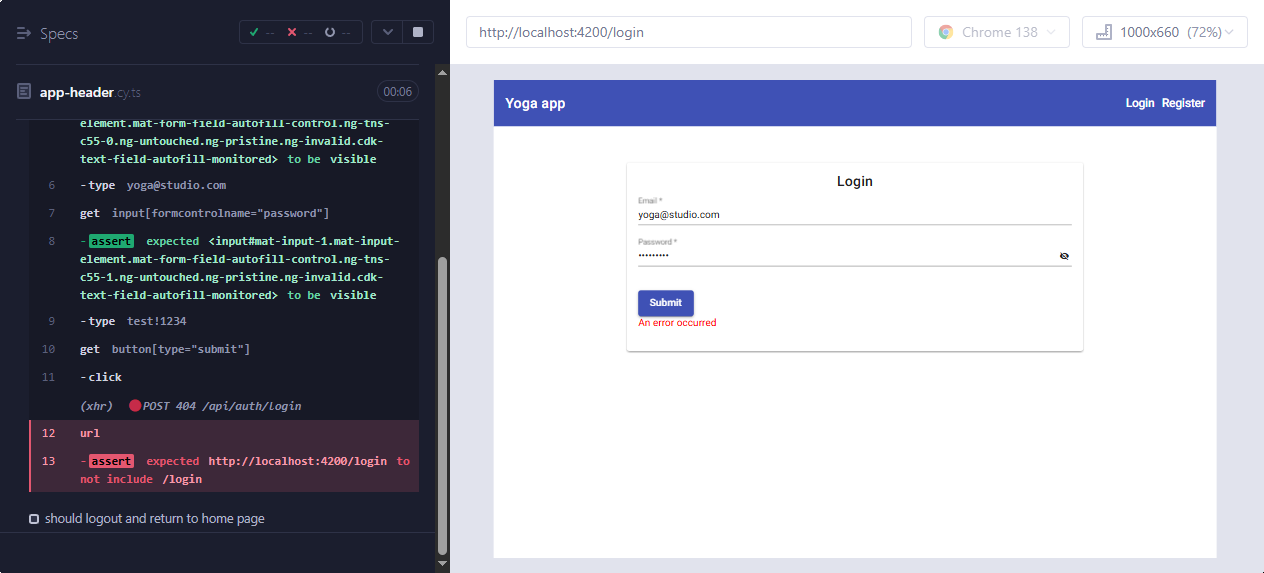 Specs
-- -- --
app-header.cy.ts 00:06
element.mat-form-field-autofill-control.ng-tns-
c55-0.ng-untouched.ng-pristine.ng-invalid.cdk-
text-field-autofill-monitored> to be visible
6 -type yoga@studio.com
7 get input[formcontrolname="password"]
8 -assert expected <input#mat-input-1.mat-input-
element.mat-form-field-autofill-control.ng-tns-
c55-1.ng-untouched.ng-pristine.ng-invalid.cdk-
text-field-autofill-monitored> to be visible
9 -type test!1234
10 get button[type="submit"]
11 -click
(xhr) POST 404 /api/auth/login
12 url
13 -assert expected http://localhost:4200/login to
not include /login
should logout and return to home page
http://localhost:4200/login
Chrome 138
1000x660 (72%)
Yoga app
Login Register
Login
Email *
yoga@studio.com
Password *
•••••••••
Submit
An error occurred